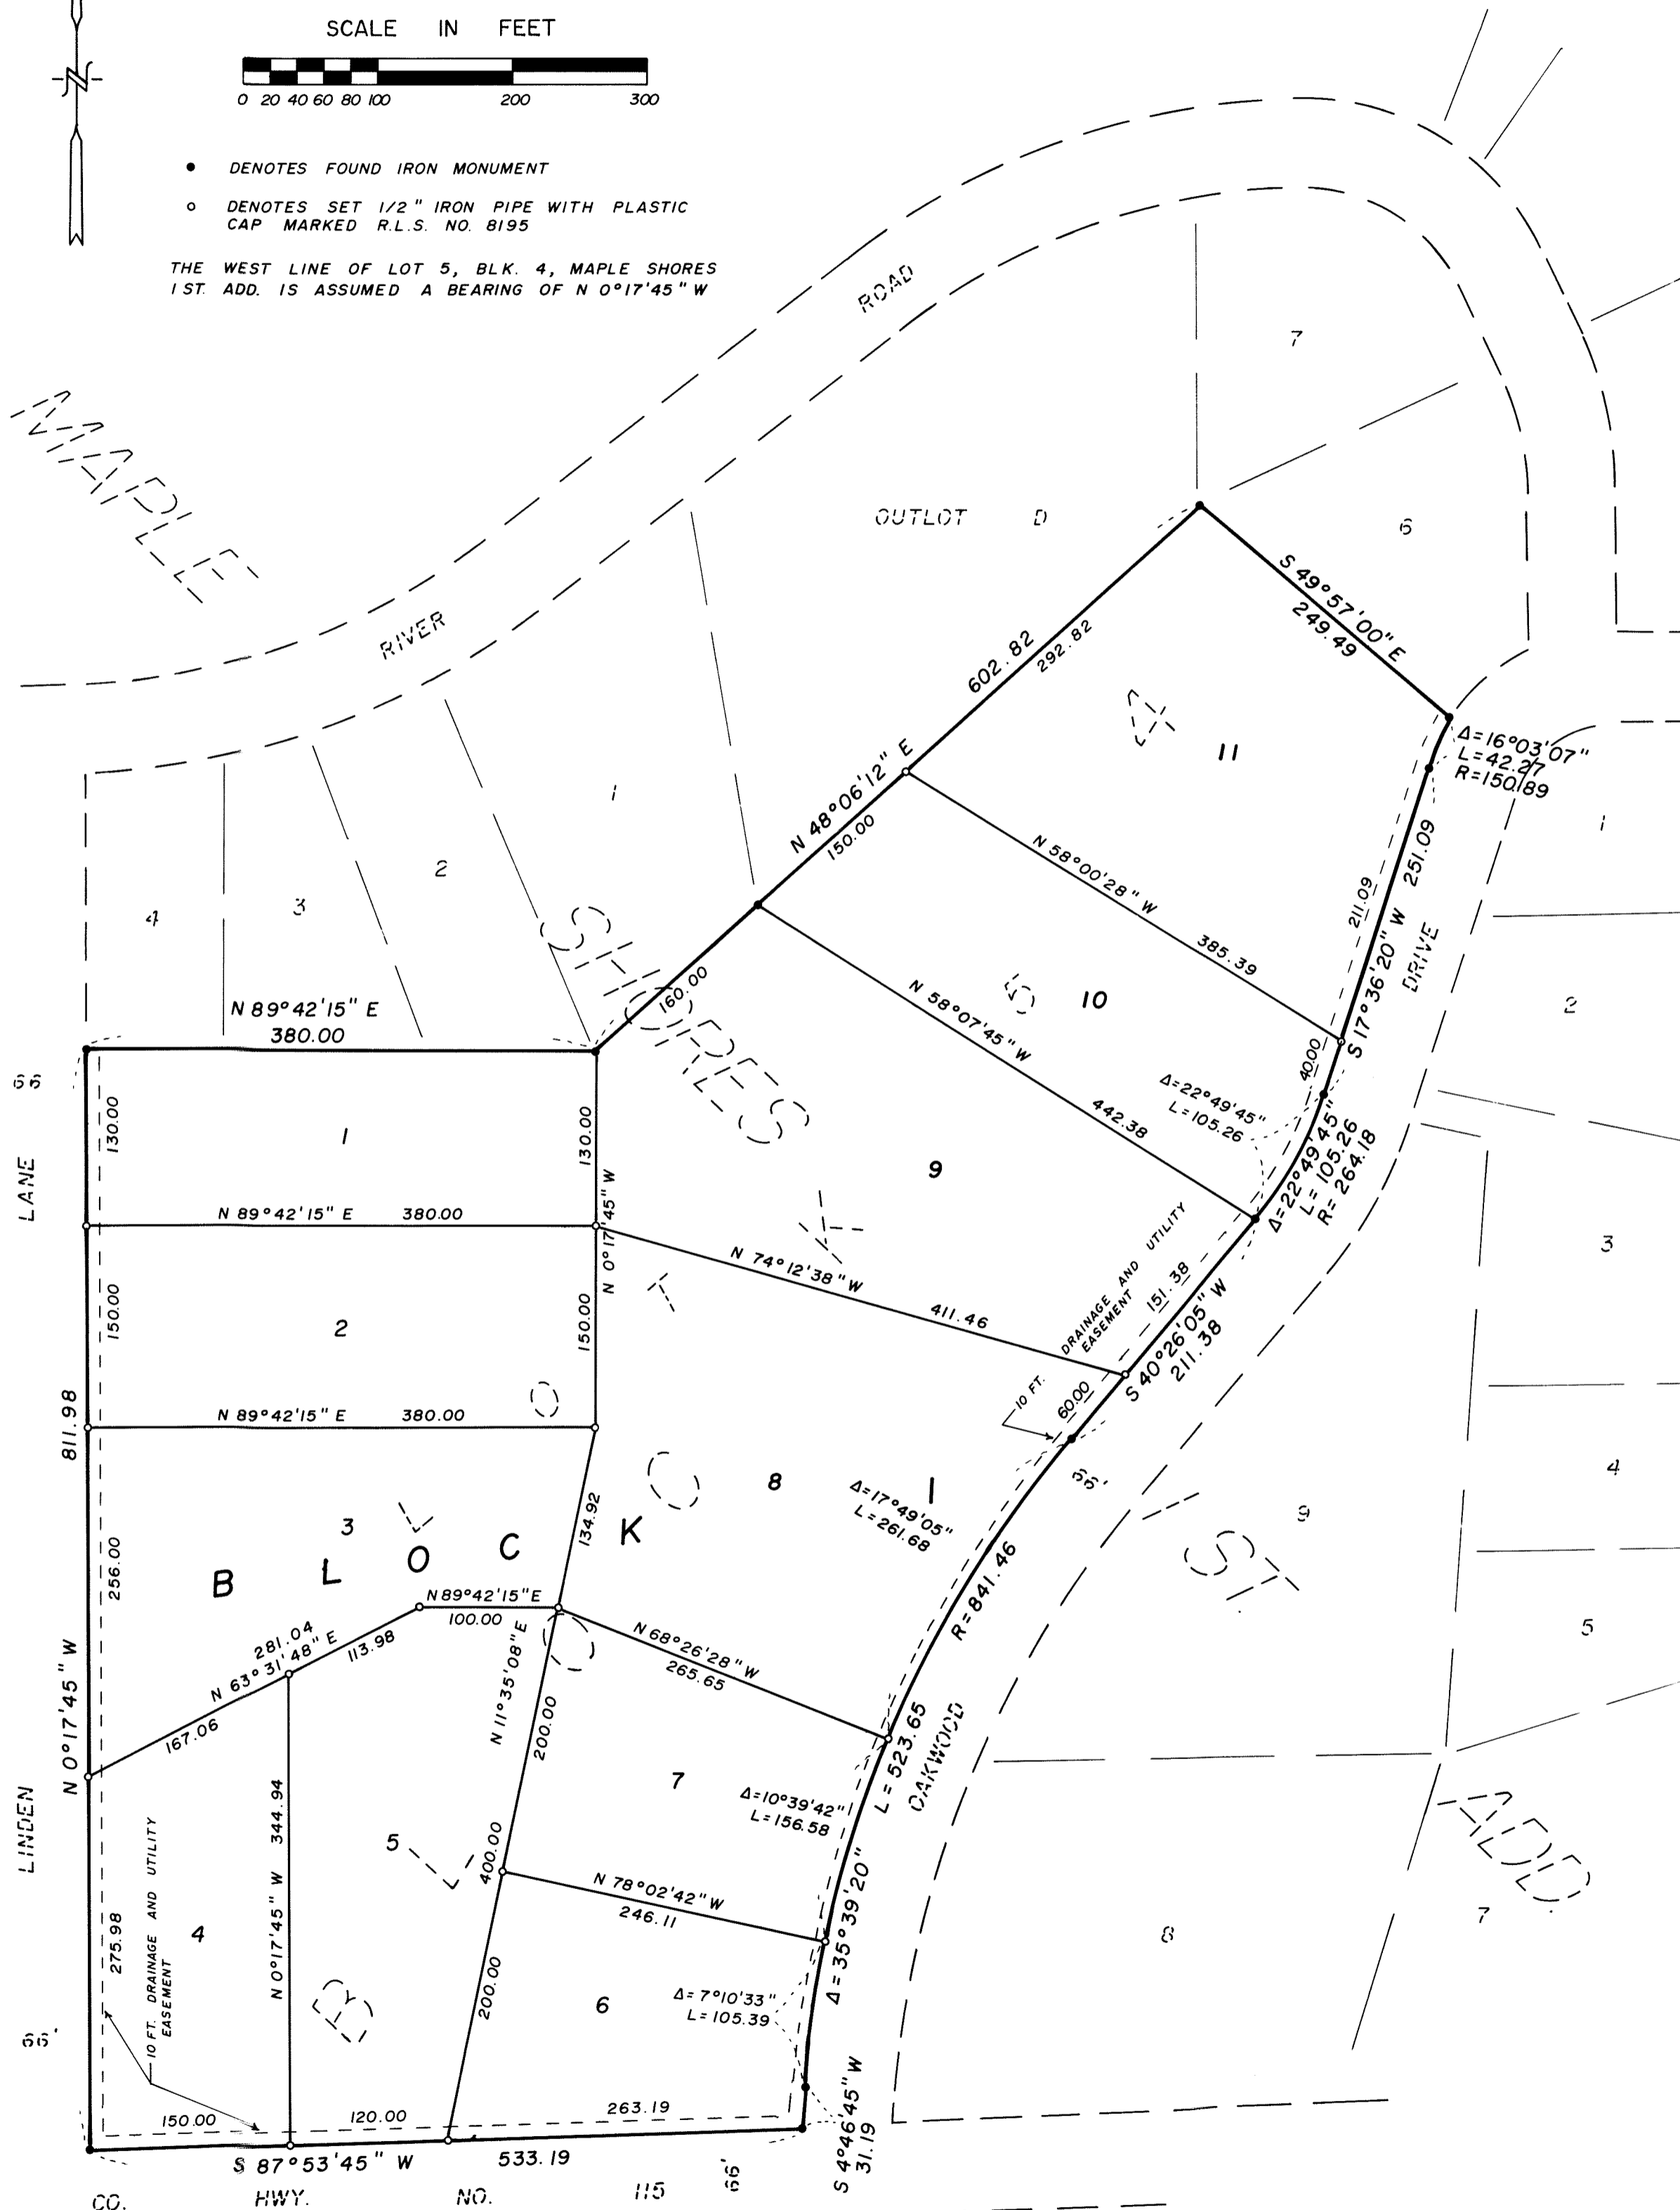 SCALE IN FEET
0 20 40 60 80 100 200 300
DENOTES FOUND IRON MONUMENT
DENOTES SET 1/2" IRON PIPE WITH PLASTIC
CAP MARKED R.L.S. NO. 8195
THE WEST LINE OF LOT 5, BLK. 4, MAPLE SHORES
1 ST. ADD. IS ASSUMED A BEARING OF N 0°17'45" W
N
MAPLE
SHORES
1 ST.
ADD.
ROAD
RIVER
OUTLOT D
7
6
S 49°57'00" E
249.49
602.82
292.82
4
11
Δ=16°03'07"
L=42.27
R=150.89
N 48°06'12" E
150.00
1
2
3
4
1
N 58°00'28" W
385.39
211.09
251.09
S 17°36'20" W
DRIVE
2
160.00
N 58°07'45" W
442.38
5
10
40.00
N 89°42'15" E
380.00
66
LANE
130.00
1
130.00
Δ=22°49'45"
L=105.26
Δ=22°49'45"
L=105.26
R=264.18
9
N 89°42'15" E 380.00
N 0°17'45" W
3
N 74°12'38" W
411.46
DRAINAGE AND UTILITY
EASEMENT
10 FT.
151.38
S 40°26'05" W
211.38
150.00
2
150.00
60.00
N 89°42'15" E 380.00
811.98
66'
4
8
1
Δ=17°49'05"
L=261.68
9
134.92
3
BLOCK
256.00
R=841.46
5
N 89°42'15" E
100.00
281.04
N 63°31'48" E
113.98
167.06
N 68°26'28" W
265.65
N 11°35'08" E
200.00
N 0°17'45" W
L=523.65
OAKWOOD
7
Δ=10°39'42"
L=156.58
LINDEN
344.94
N 0°17'45" W
5
400.00
BLOCK
N 78°02'42" W
246.11
Δ=35°39'20"
10 FT. DRAINAGE AND UTILITY
EASEMENT
275.98
4
8
7
200.00
6
Δ=7°10'33"
L=105.39
66'
150.00
120.00
263.19
S 4°46'45" W
31.19
S 87°53'45" W 533.19
66'
CO. HWY. NO. 115